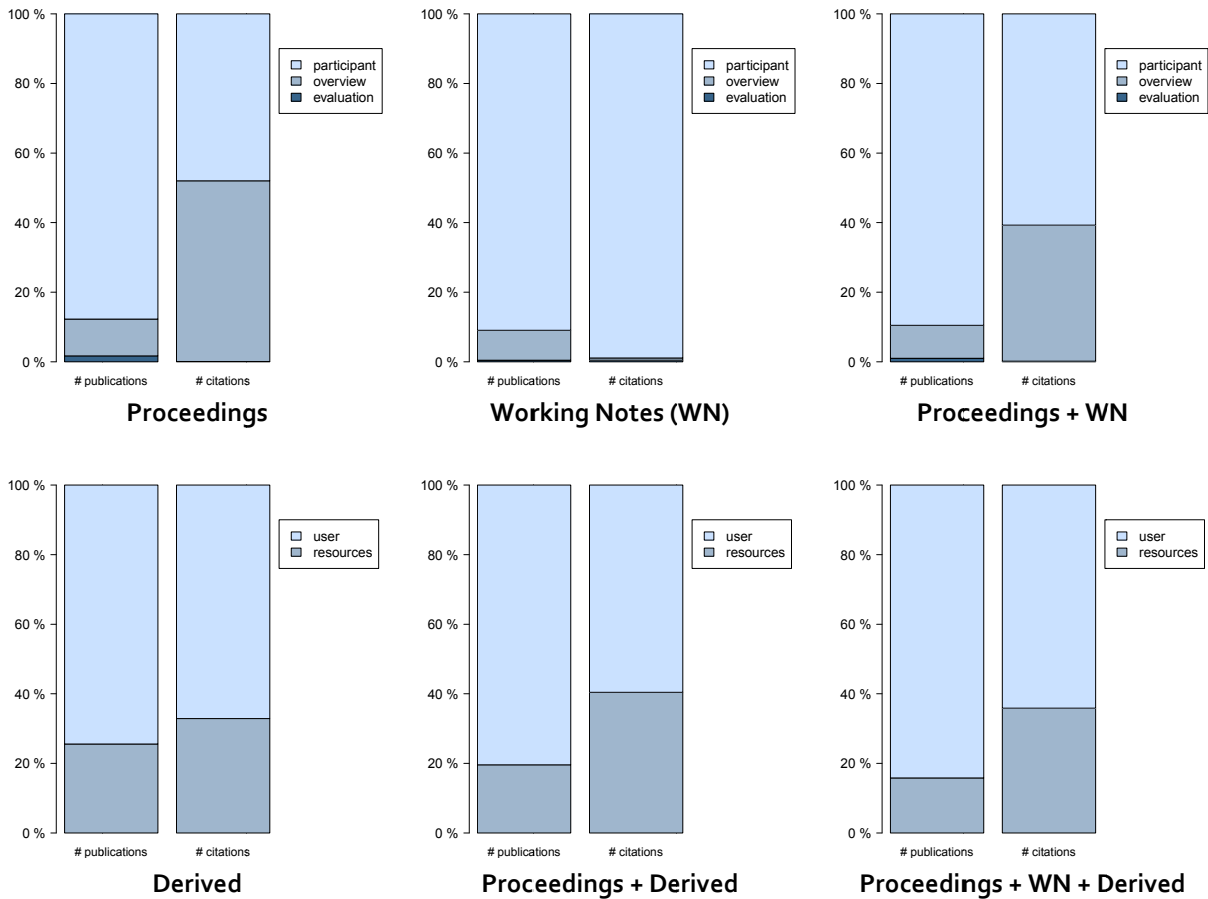 100 %
80 %
60 %
40 %
20 %
0 %
participant
overview
evaluation
# publications # citations
Proceedings
100 %
80 %
60 %
40 %
20 %
0 %
participant
overview
evaluation
# publications # citations
Working Notes (WN)
100 %
80 %
60 %
40 %
20 %
0 %
participant
overview
evaluation
# publications # citations
Proceedings + WN
100 %
80 %
60 %
40 %
20 %
0 %
user
resources
# publications # citations
Derived
100 %
80 %
60 %
40 %
20 %
0 %
user
resources
# publications # citations
Proceedings + Derived
100 %
80 %
60 %
40 %
20 %
0 %
user
resources
# publications # citations
Proceedings + WN + Derived